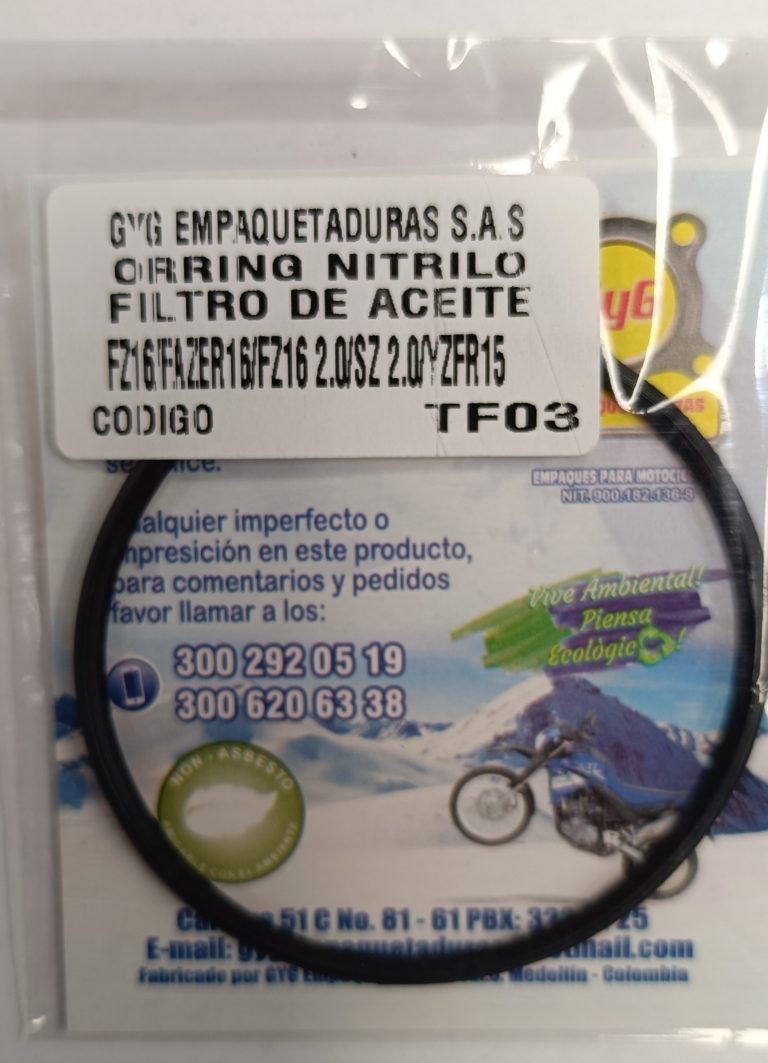 GYG EMPAQUETADURAS S.A.S
ORRING NITRILO
FILTRO DE ACEITE
FZ16/FAZER16/FZ16 2.0/SZ 2.0/YZFR15
CODIGO TF03
yG
EMPAQUES PARA MOTOCIC
NIT. 900.182.136-8
alquier imperfecto o
mpresición en este producto,
para comentarios y pedidos
favor llamar a los:
300 292 05 19
300 620 63 38
Vive Ambiental!
Piensa
Ecológic !
NON - ASBESTO
51 C No. 81 - 61 PBX:
E-mail:
Fabricado por GYG Medellín - Colombia